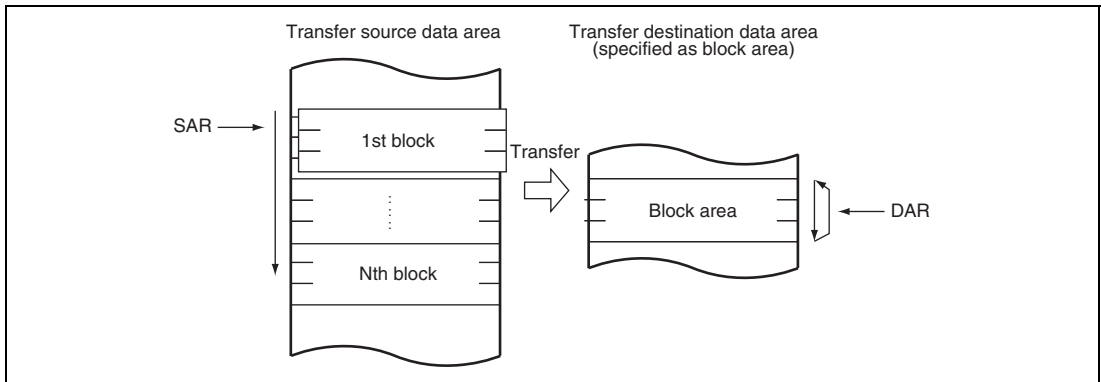 Transfer source data area
Transfer destination data area
(specified as block area)
SAR
1st block
Transfer
Block area
DAR
Nth block